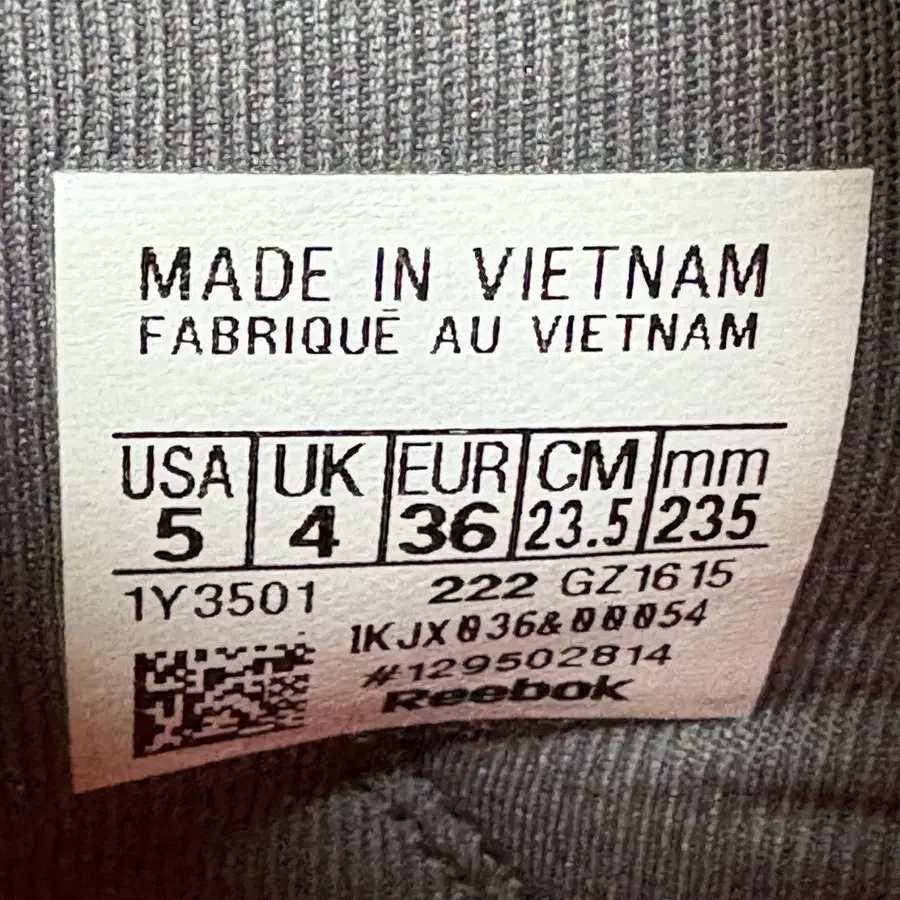 MADE IN VIETNAM
FABRIQUÉ AU VIETNAM
USA UK EUR CM mm
5 4 36 23.5 235
1Y3501 222 GZ1615
1KJX036&00054
#129502814
Reebok